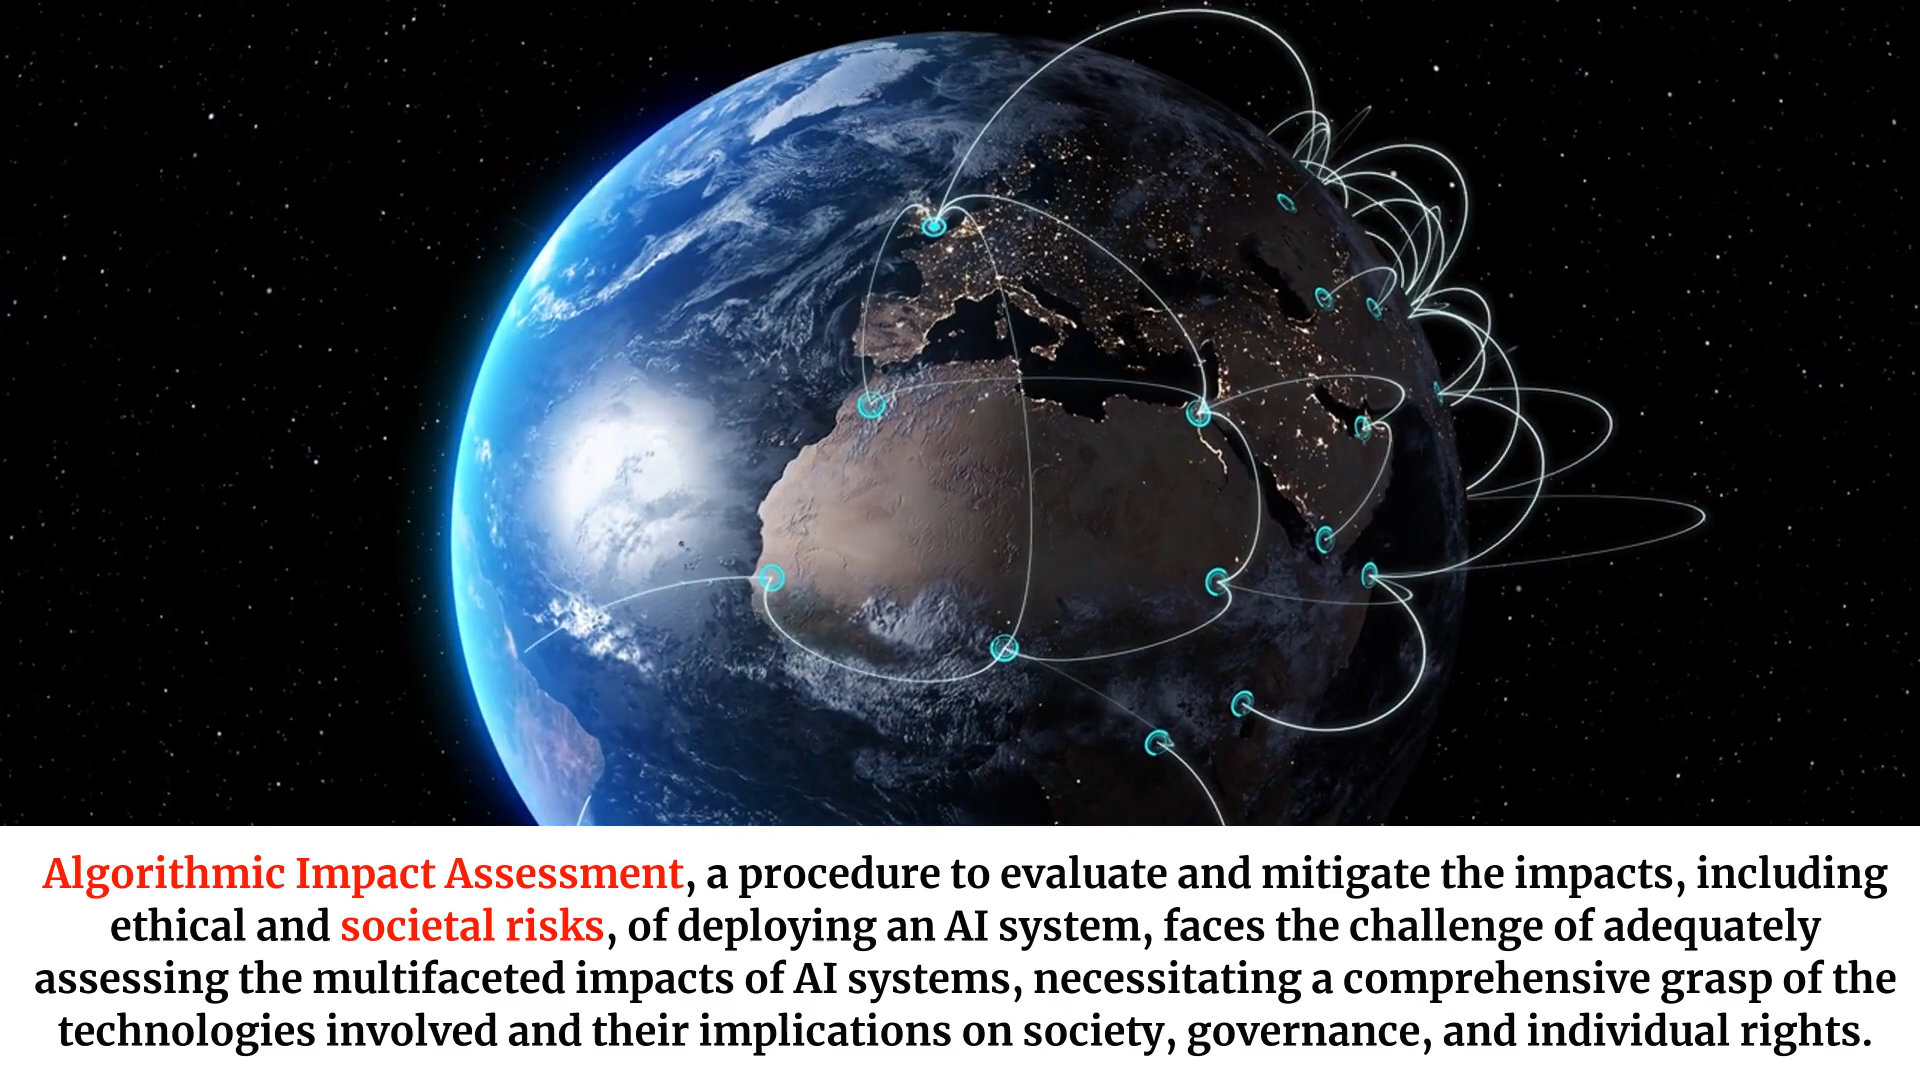 Algorithmic Impact Assessment, a procedure to evaluate and mitigate the impacts, including
ethical and societal risks, of deploying an AI system, faces the challenge of adequately
assessing the multifaceted impacts of AI systems, necessitating a comprehensive grasp of the
technologies involved and their implications on society, governance, and individual rights.